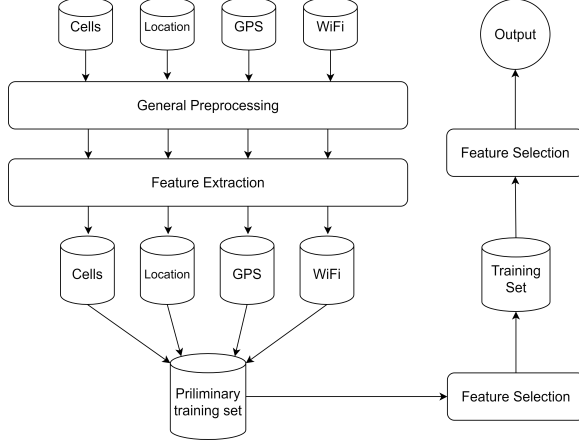 Cells
Location
GPS
WiFi
Output
General Preprocessing
Feature Selection
Feature Extraction
Cells
Location
GPS
WiFi
Training
Set
Priliminary
training set
Feature Selection